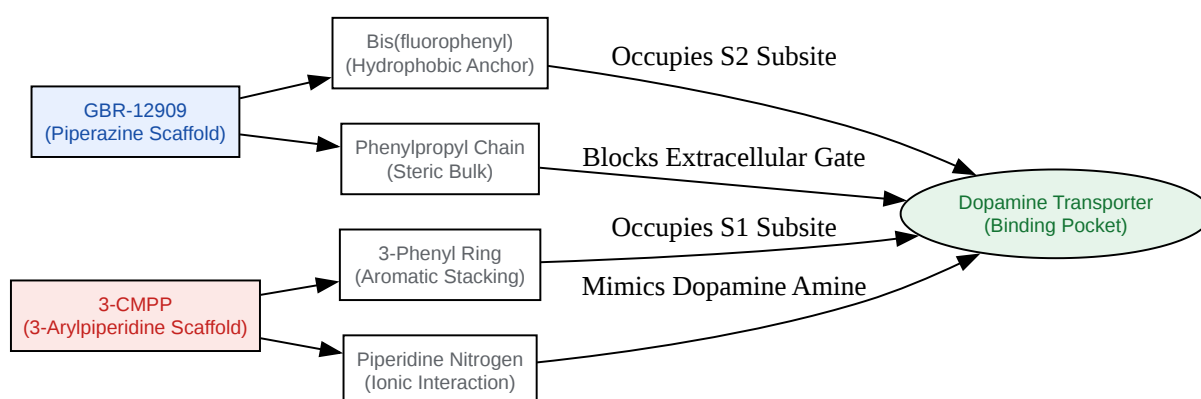 Bis(fluorophenyl)
(Hydrophobic Anchor)
Occupies S2 Subsite
GBR-12909
(Piperazine Scaffold)
Phenylpropyl Chain
(Steric Bulk)
Blocks Extracellular Gate
Dopamine Transporter
(Binding Pocket)
3-Phenyl Ring
(Aromatic Stacking)
Occupies S1 Subsite
3-CMPP
(3-Arylpiperidine Scaffold)
Mimics Dopamine Amine
Piperidine Nitrogen
(Ionic Interaction)